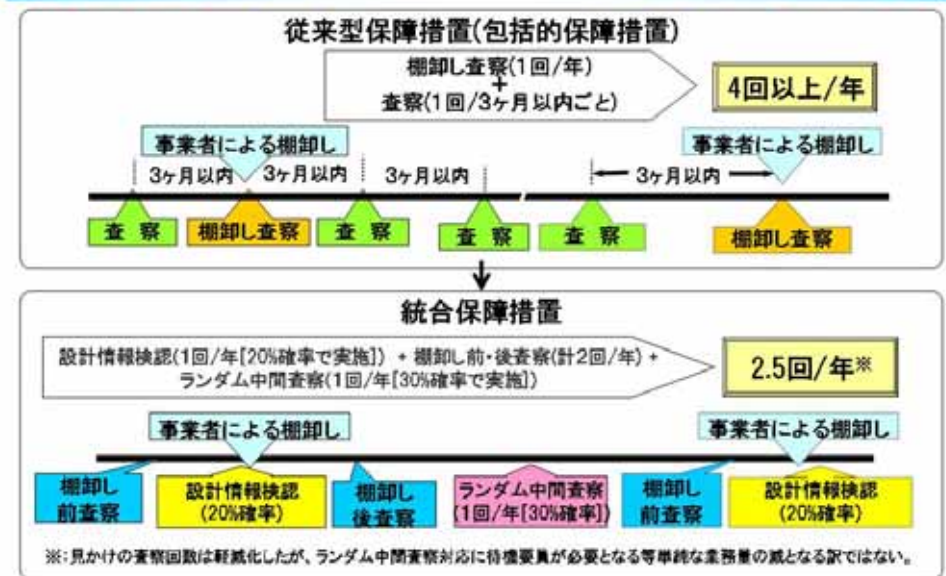 従来型保障措置(包括的保障措置)
棚卸し査察(1回/年)
+
査察(1回/3ヶ月以内ごと)
4回以上/年
事業者による棚卸し
事業者による棚卸し
3ヶ月以内
3ヶ月以内
3ヶ月以内
3ヶ月以内
査 察
棚卸し査察
査 察
査 察
査 察
棚卸し査察
統合保障措置
設計情報検認(1回/年[20%確率で実施]) + 棚卸し前・後査察(計2回/年) +
ランダム中間査察(1回/年[30%確率で実施])
2.5回/年※
事業者による棚卸し
事業者による棚卸し
棚卸し
前査察
設計情報検認
(20%確率)
棚卸し
後査察
ランダム中間査察
(1回/年[30%確率])
棚卸し
前査察
設計情報検認
(20%確率)
※:見かけの査察回数は軽減化したが、ランダム中間査察対応に待機要員が必要となる等単純な業務量の減となる訳ではない。